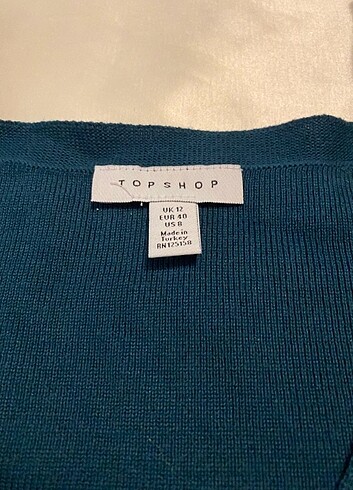 TOPSHOP
UK 12
EUR 40
US 8
Made in
Turkey
RN125158